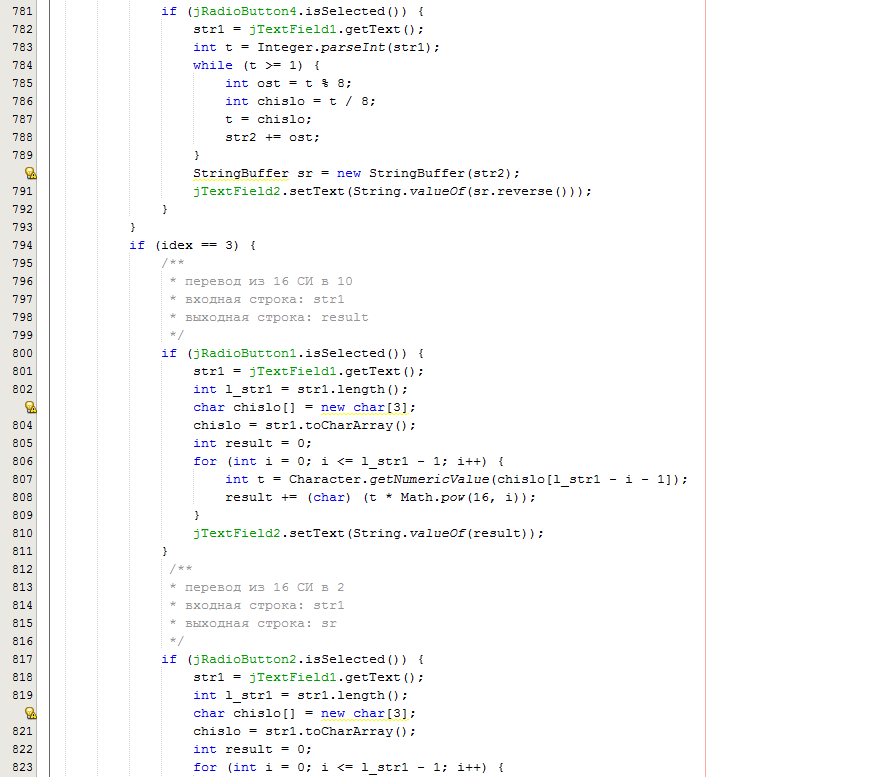 781 if (jRadioButton4.isSelected()) {
782 str1 = jTextField1.getText();
783 int t = Integer.parseInt(str1);
784 while (t >= 1) {
785 int ost = t % 8;
786 int chislo = t / 8;
787 t = chislo;
788 str2 += ost;
789 }
StringBuffer sr = new StringBuffer(str2);
791 jTextField2.setText(String.valueOf(sr.reverse()));
792 }
793 }
794 if (idex == 3) {
795 /**
796 * перевод из 16 СИ в 10
797 * входная строка: str1
798 * выходная строка: result
799 */
800 if (jRadioButton1.isSelected()) {
801 str1 = jTextField1.getText();
802 int l_str1 = str1.length();
char chislo[] = new char[3];
804 chislo = str1.toCharArray();
805 int result = 0;
806 for (int i = 0; i <= l_str1 - 1; i++) {
807 int t = Character.getNumericValue(chislo[l_str1 - i - 1]);
808 result += (char) (t * Math.pow(16, i));
809 }
810 jTextField2.setText(String.valueOf(result));
811 }
812 /**
813 * перевод из 16 СИ в 2
814 * входная строка: str1
815 * выходная строка: sr
816 */
817 if (jRadioButton2.isSelected()) {
818 str1 = jTextField1.getText();
819 int l_str1 = str1.length();
char chislo[] = new char[3];
821 chislo = str1.toCharArray();
822 int result = 0;
823 for (int i = 0; i <= l_str1 - 1; i++) {